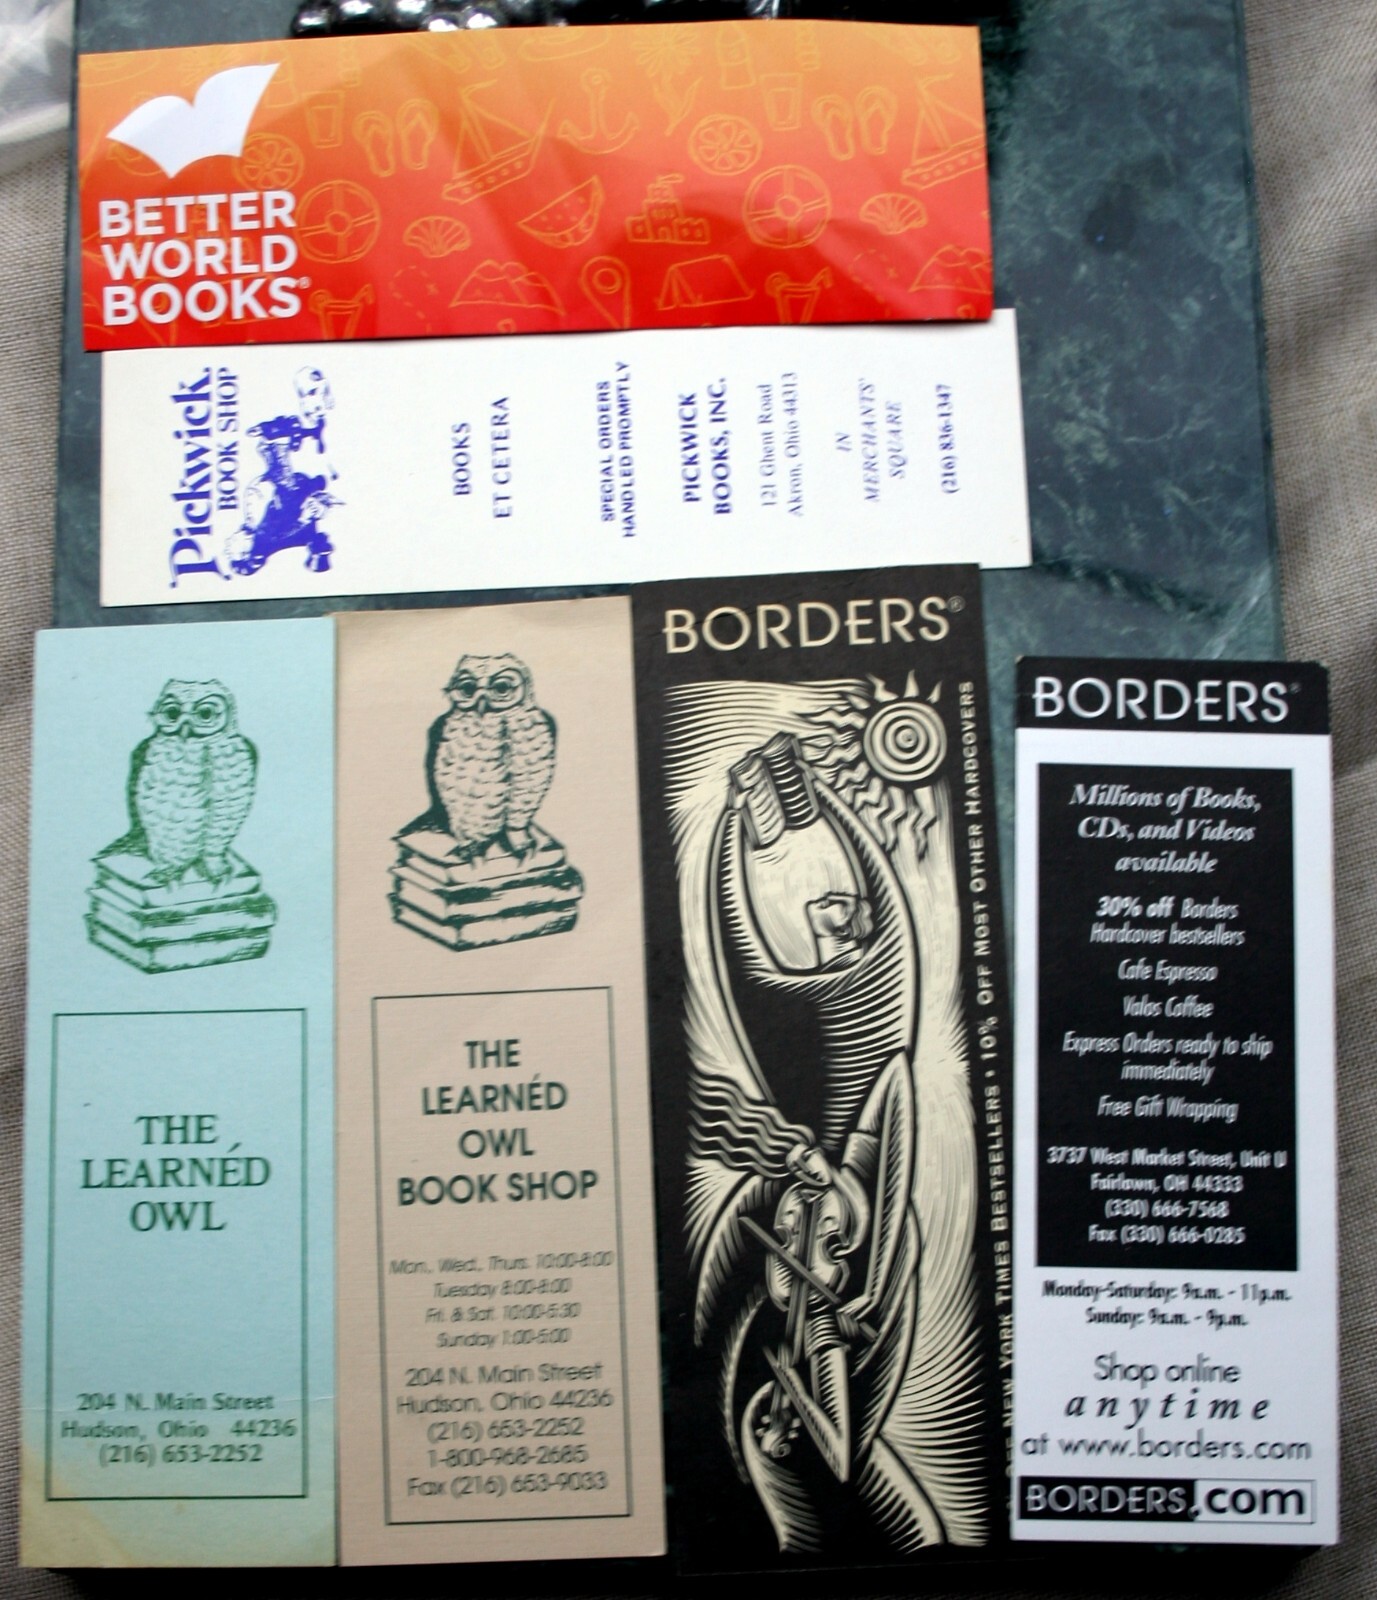 BETTER
WORLD
BOOKS®
Pickwick.
BOOK SHOP
BOOKS
ET CETERA
SPECIAL ORDERS
HANDLED PROMPTLY
PICKWICK
BOOKS, INC.
121 Ghent Road
Akron, Ohio 44313
IN
MERCHANTS'
SQUARE
(216) 836-1347
THE
LEARNÉD
OWL
204 N. Main Street
Hudson, Ohio 44236
(216) 653-2252
THE
LEARNÉD
OWL
BOOK SHOP
Mon., Wed., Thurs. 10:00-8:00
Tuesday 8:00-8:00
Fri. & Sat. 10:00-5:30
Sunday 1:00-5:00
204 N. Main Street
Hudson, Ohio 44236
(216) 653-2252
1-800-968-2685
Fax (216) 653-9033
BORDERS®
NEW YORK TIMES BESTSELLERS • 10% OFF MOST OTHER HARDCOVERS
BORDERS®
Millions of Books,
CDs, and Videos
available
30% off Borders
Hardcover bestsellers
Cafe Espresso
Valos Coffee
Express Orders ready to ship
immediately
Free Gift Wrapping
3737 West Market Street, Unit U
Fairlawn, OH 44333
(330) 666-7568
Fax (330) 666-0285
Monday-Saturday: 9a.m. - 11p.m.
Sunday: 9a.m. - 9p.m.
Shop online
anytime
at www.borders.com
BORDERS.com